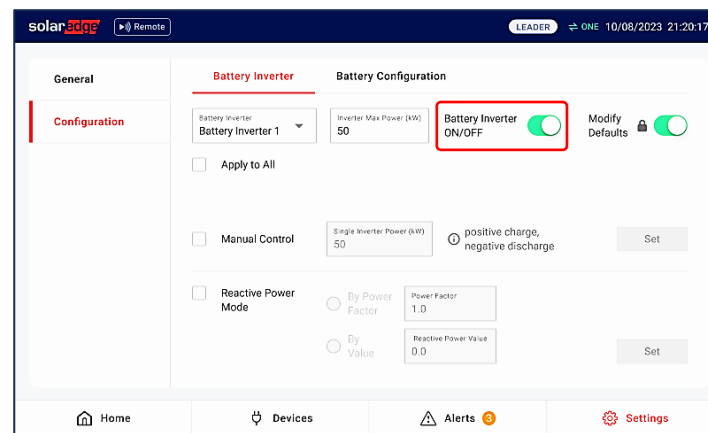 solaredge Remote LEADER ONE 10/08/2023 21:20:17
General
Configuration
Battery Inverter Battery Configuration
Battery Inverter
Battery Inverter 1
Inverter Max Power (kW)
50
Battery Inverter
ON/OFF
Modify
Defaults
Apply to All
Manual Control
Single Inverter Power (kW)
50
positive charge,
negative discharge
Set
Reactive Power
Mode
By Power
Factor
Power Factor
1.0
By
Value
Reactive Power Value
0.0
Set
Home Devices Alerts 3 Settings